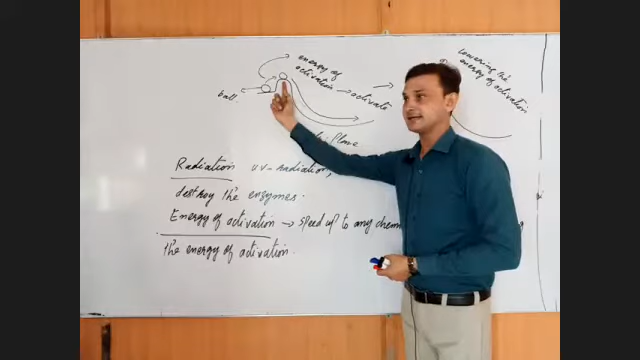 energy of
activation → activate
ball
lowering the
energy of activation
Plane
Radiation uv-radiation,
destroy the enzymes.
Energy of activation → speed up to any chem
the energy of activation.